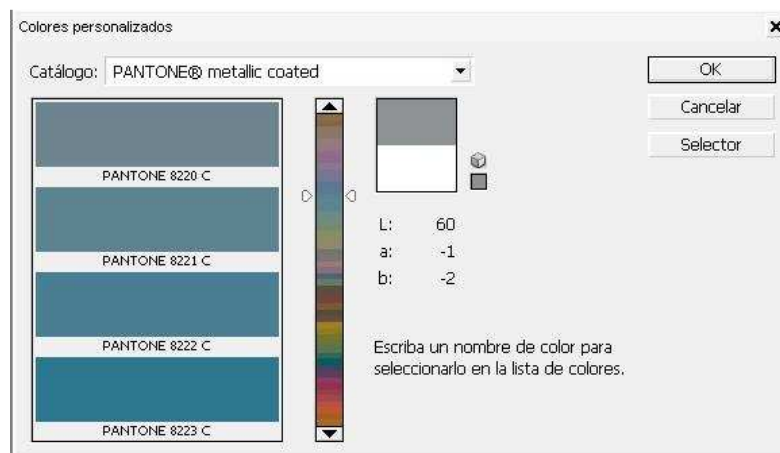 Colores personalizados
x
Catálogo: PANTONE® metallic coated
OK
Cancelar
Selector
PANTONE 8220 C
PANTONE 8221 C
PANTONE 8222 C
PANTONE 8223 C
L: 60
a: -1
b: -2
Escriba un nombre de color para
seleccionarlo en la lista de colores.